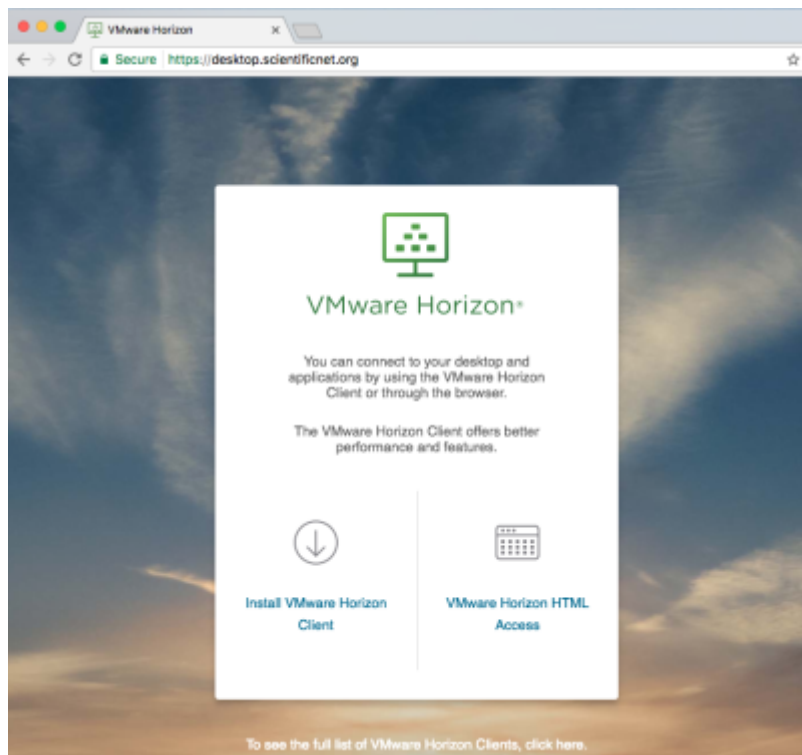 VMware Horizon
Secure https://desktop.scientificnet.org
VMware Horizon®
You can connect to your desktop and
applications by using the VMware Horizon
Client or through the browser.
The VMware Horizon Client offers better
performance and features.
Install VMware Horizon
Client
VMware Horizon HTML
Access
To see the full list of VMware Horizon Clients, click here.